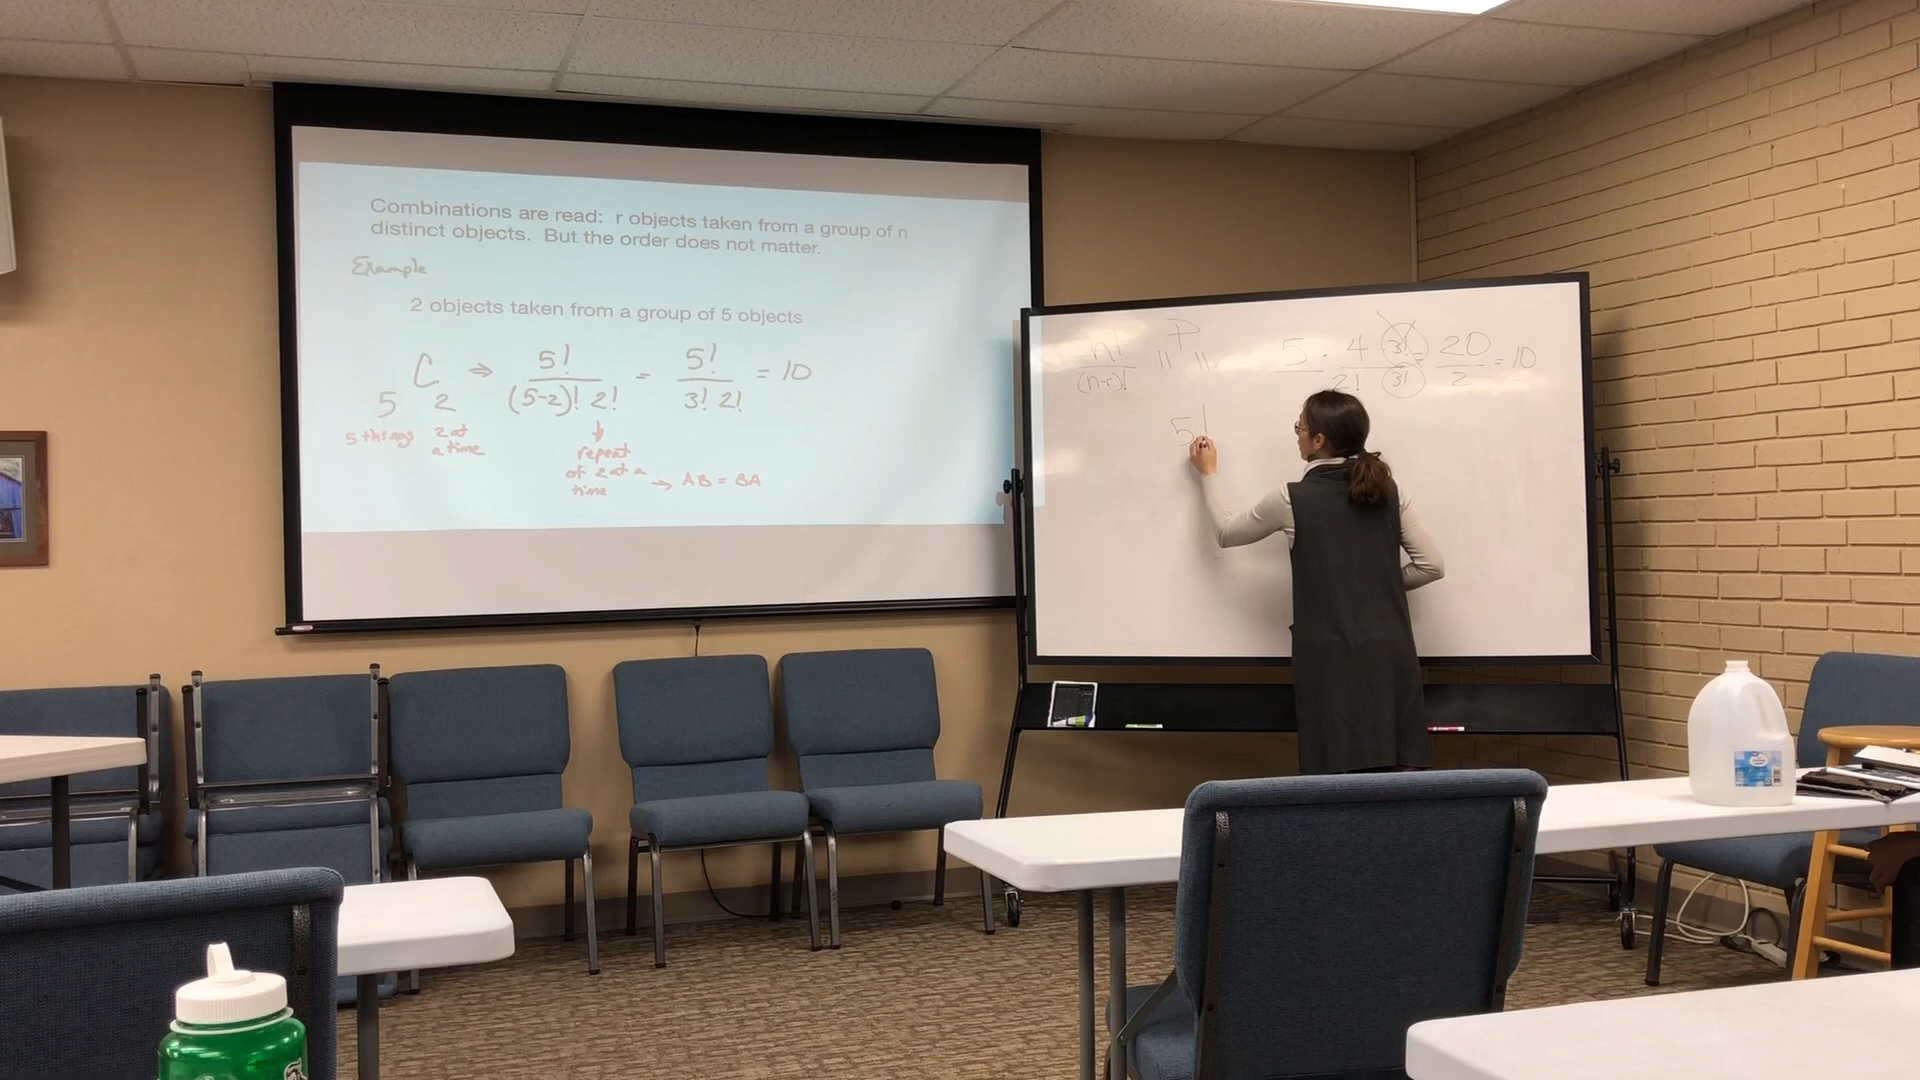 Combinations are read: r objects taken from a group of n
distinct objects. But the order does not matter.
Example
2 objects taken from a group of 5 objects
5 C 2 ⇒ 5! / (5-2)! 2! = 5! / 3! 2! = 10
5 things 2 at a time
↓
repeat
of 2 at a
time → AB = BA
n! / (n-r)!
P
5 · 4 3! / 2! 3! = 20 / 2 = 10
5!